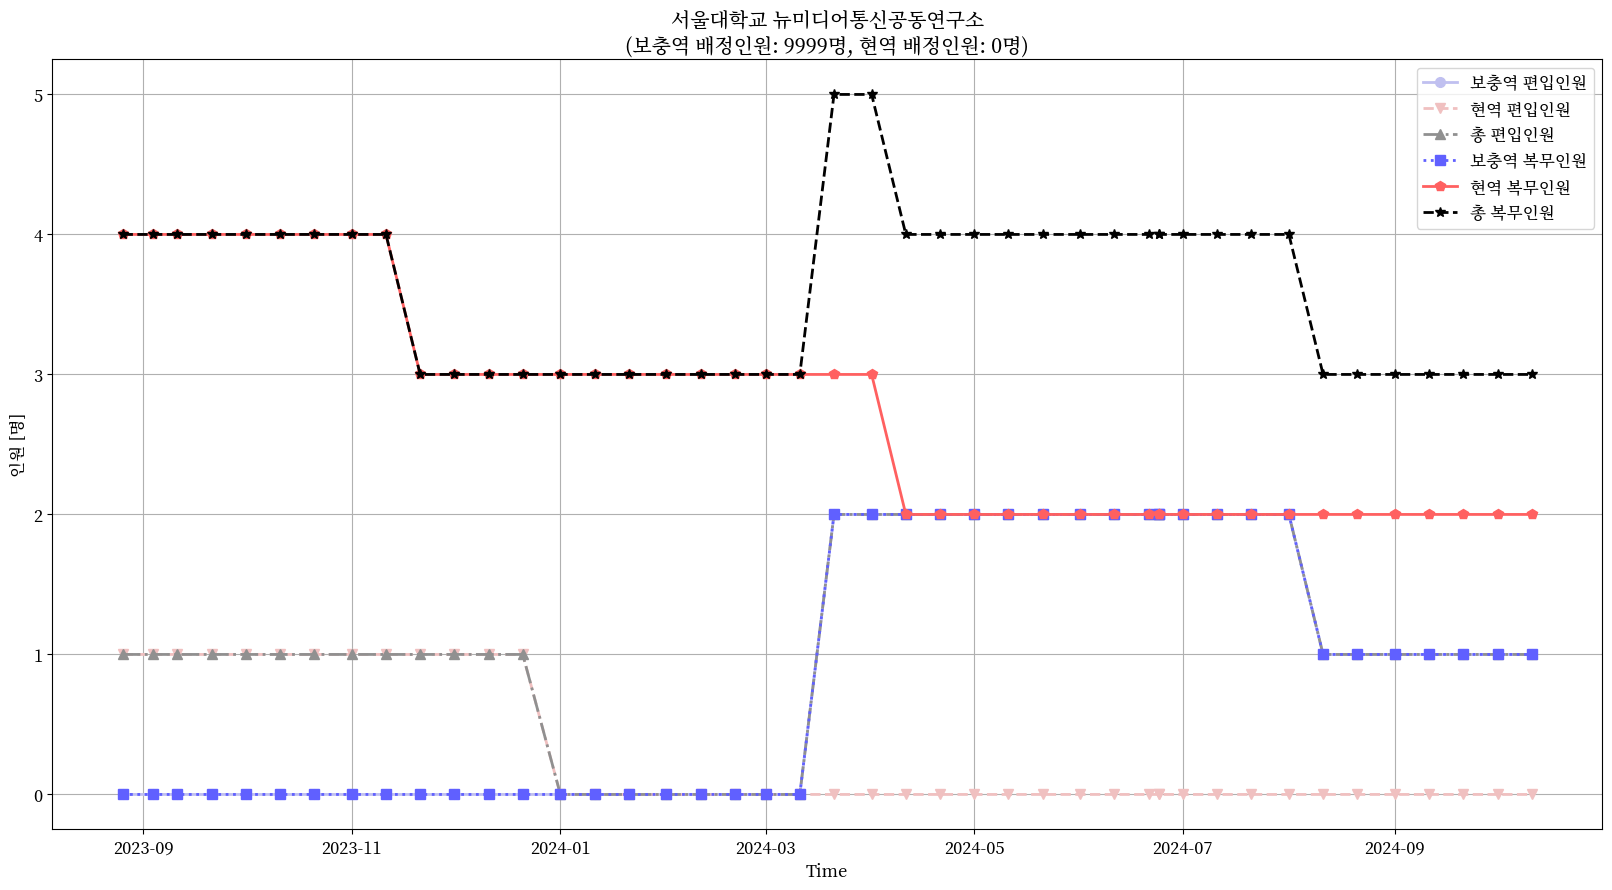 서울대학교 뉴미디어통신공동연구소
(보충역 배정인원: 9999명, 현역 배정인원: 0명)
보충역 편입인원
현역 편입인원
총 편입인원
보충역 복무인원
현역 복무인원
총 복무인원
인원 [명]
5
4
3
2
1
0
2023-09
2023-11
2024-01
2024-03
2024-05
2024-07
2024-09
Time